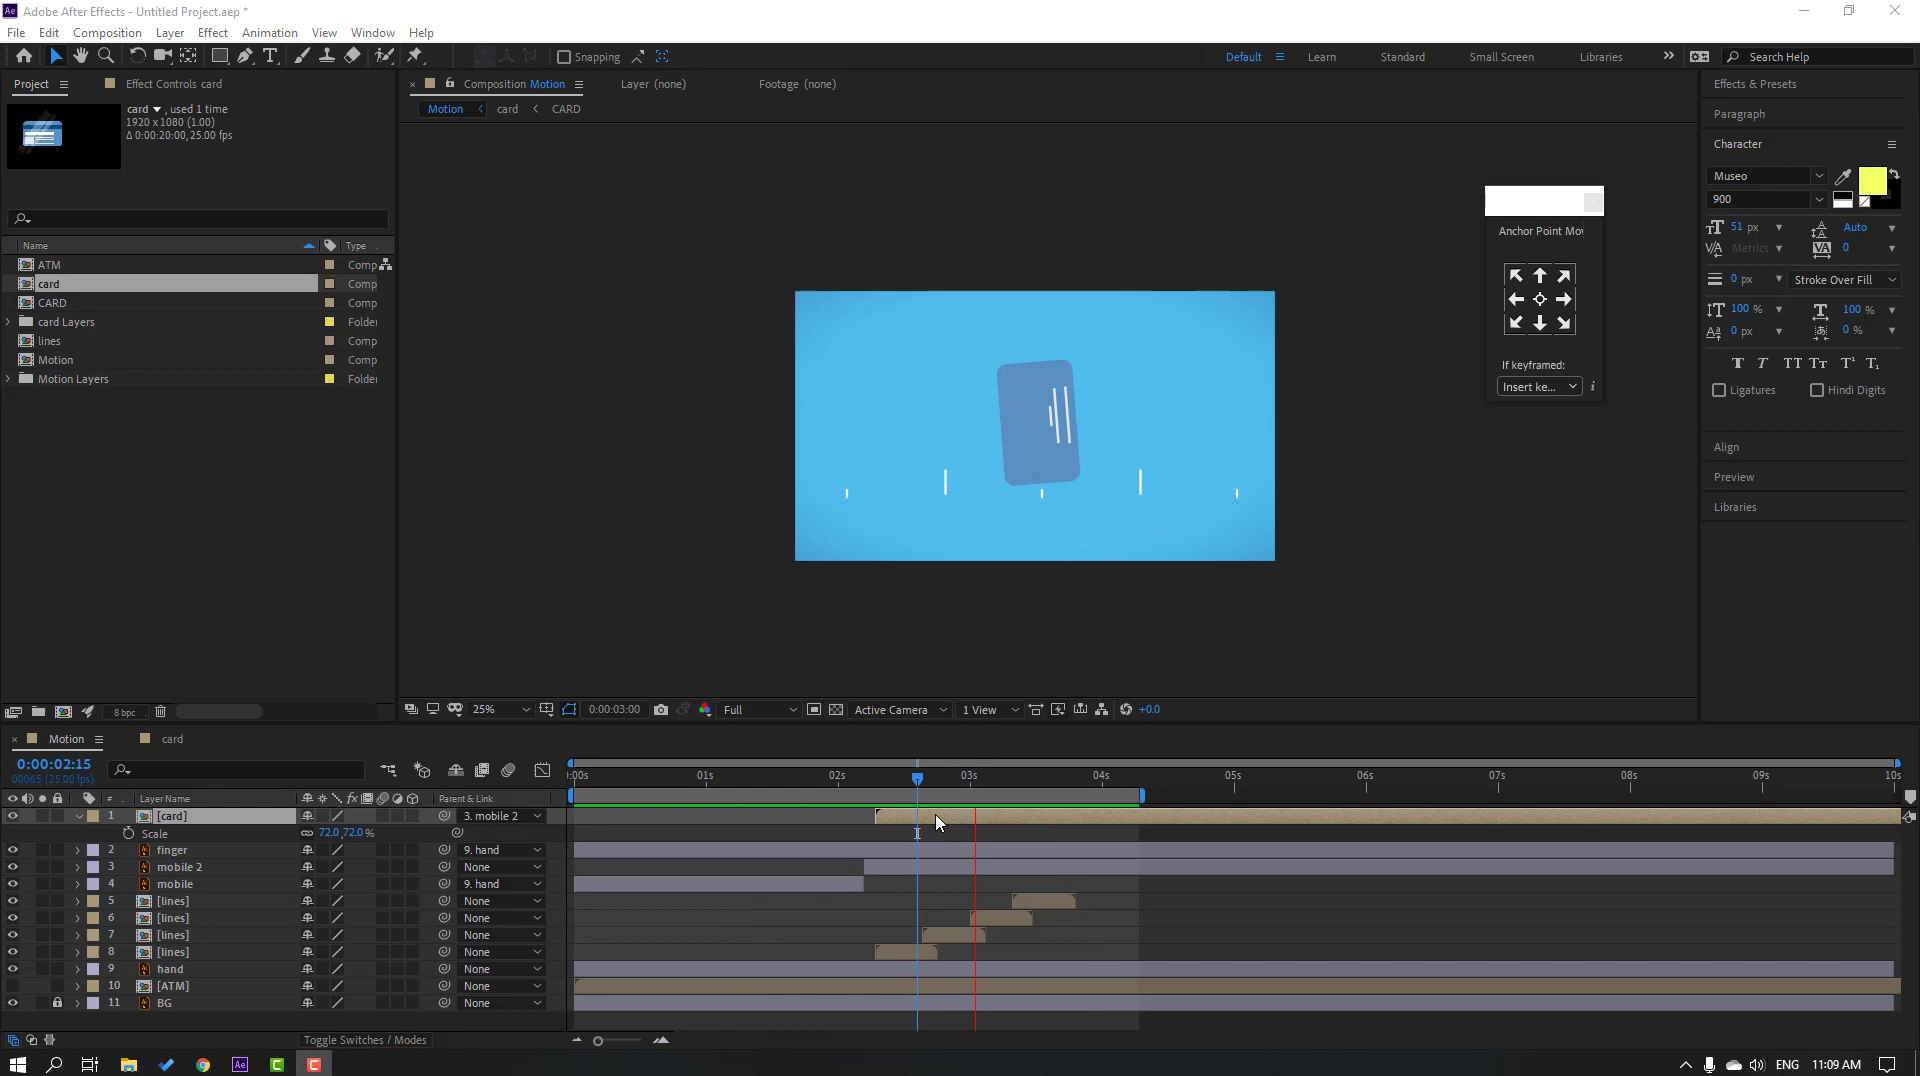 Adobe After Effects - Untitled Project.aep *
File Edit Composition Layer Effect Animation View Window Help
Snapping
Default Learn Standard Small Screen Libraries Search Help
Project Effect Controls card
card , used 1 time
1920 x 1080 (1.00)
Δ 0:00:20:00, 25.00 fps
Name Type
ATM Comp
card Comp
CARD Comp
card Layers Folder
lines Comp
Motion Comp
Motion Layers Folder
8 bpc
Composition Motion Layer (none) Footage (none)
Motion card CARD
Anchor Point Mov
If keyframed:
Insert ke...
25% 0:00:03:00 Full Active Camera 1 View +0.0
Effects & Presets
Paragraph
Character
Museo
900
51 px Auto
Metrics 0
0 px Stroke Over Fill
100 % 100 %
0 px 0 %
Ligatures Hindi Digits
Align
Preview
Libraries
Motion card
0:00:02:15
00065 (25.00 fps)
:00s 01s 02s 03s 04s 05s 06s 07s 08s 09s 10s
# Layer Name Parent & Link
1 [card] 3. mobile 2
Scale 72.0,72.0 %
2 finger 9. hand
3 mobile 2 None
4 mobile 9. hand
5 [lines] None
6 [lines] None
7 [lines] None
8 [lines] None
9 hand None
10 [ATM] None
11 BG None
Toggle Switches / Modes
ENG 11:09 AM